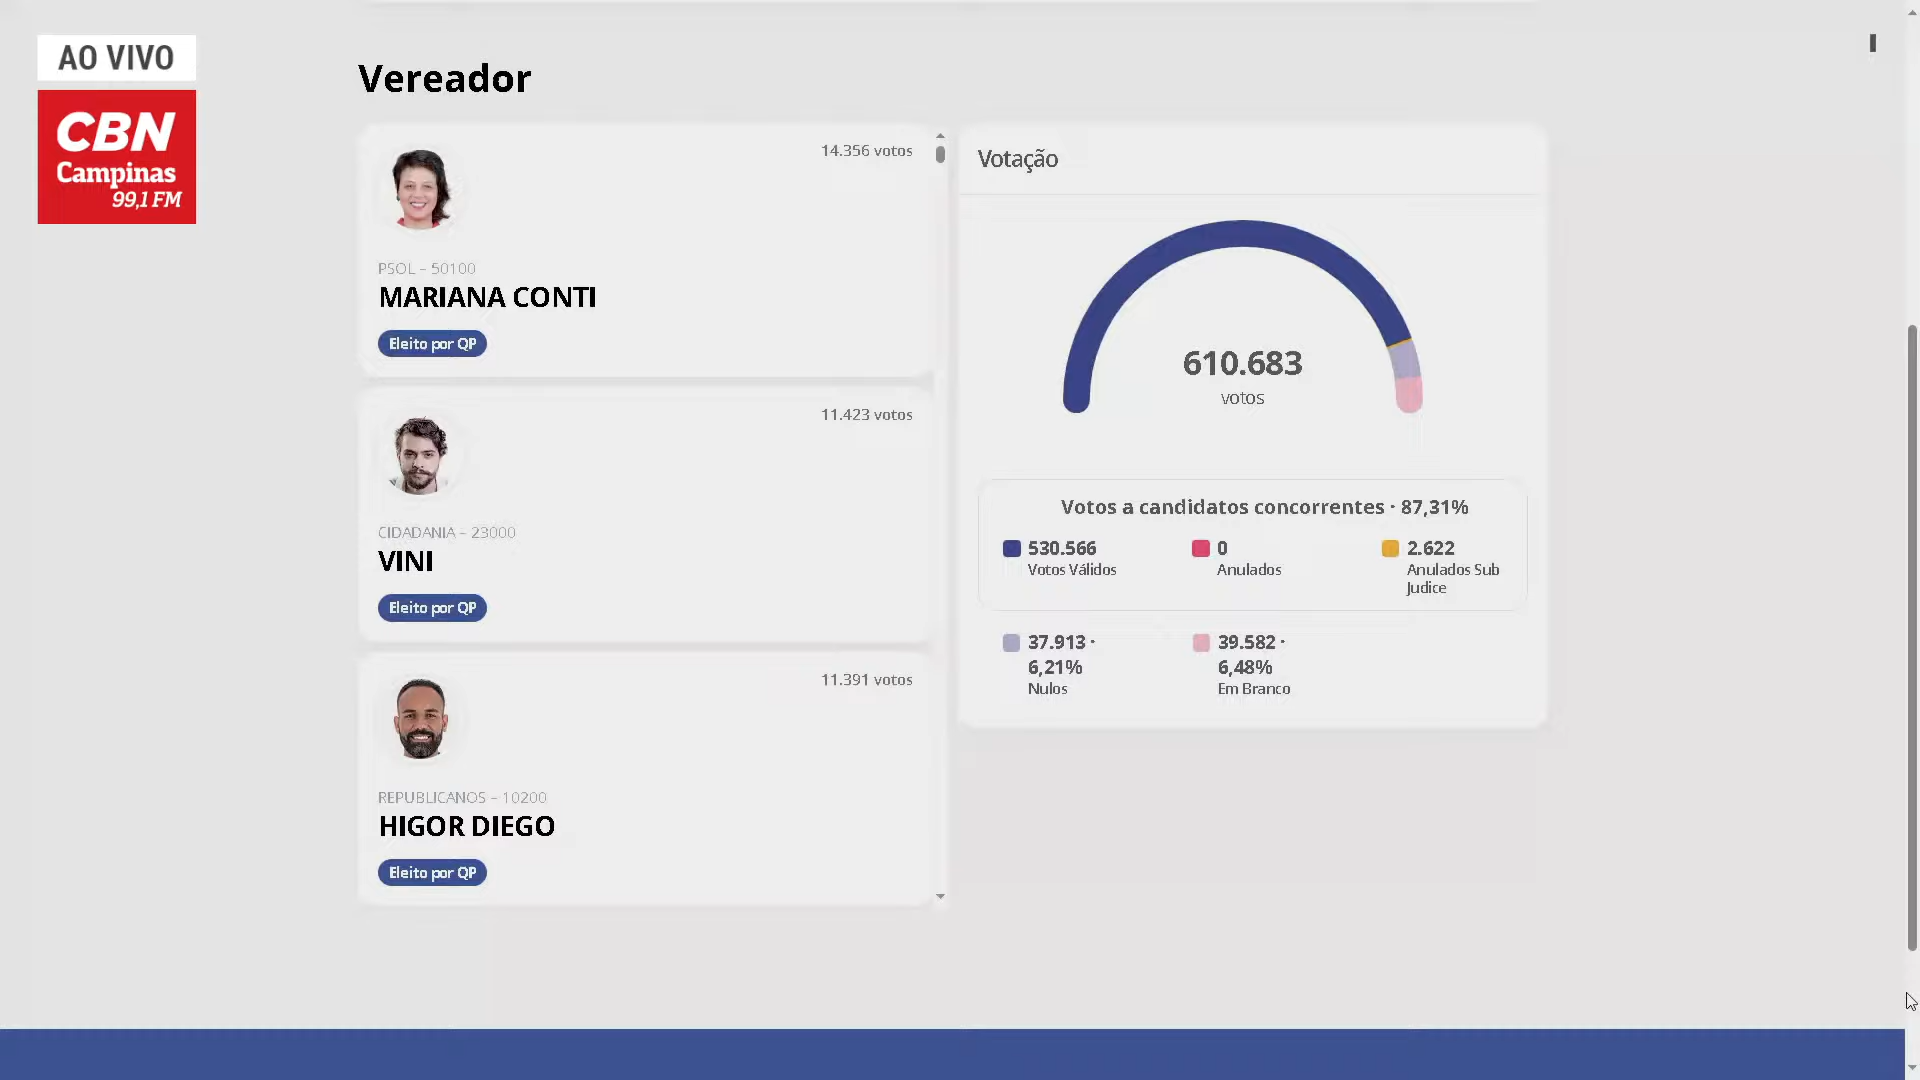 AO VIVO
CBN
Campinas
99,1 FM
Vereador
14.356 votos
PSOL – 50100
MARIANA CONTI
Eleito por QP
11.423 votos
CIDADANIA – 23000
VINI
Eleito por QP
11.391 votos
REPUBLICANOS – 10200
HIGOR DIEGO
Eleito por QP
Votação
610.683
votos
Votos a candidatos concorrentes · 87,31%
530.566
Votos Válidos
0
Anulados
2.622
Anulados Sub
Judice
37.913 ·
6,21%
Nulos
39.582 ·
6,48%
Em Branco